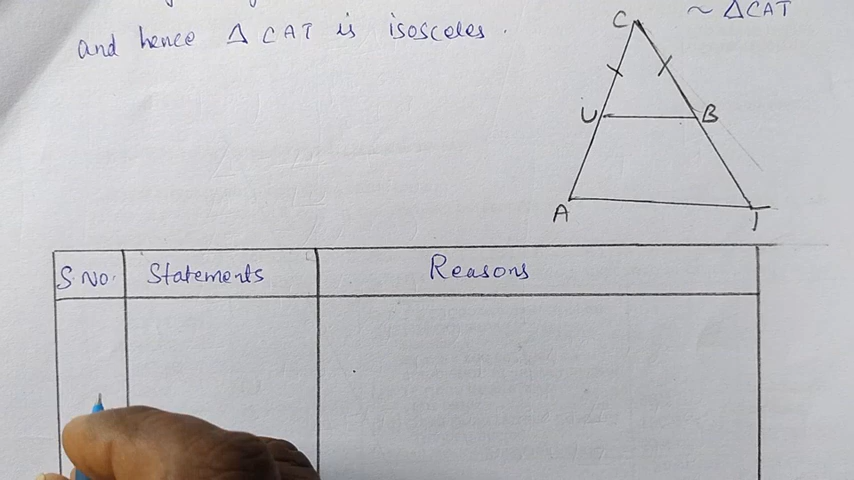 ~ ΔCAT
and hence Δ CAT is isosceles.
C
U B
A T
S.No. Statements Reasons